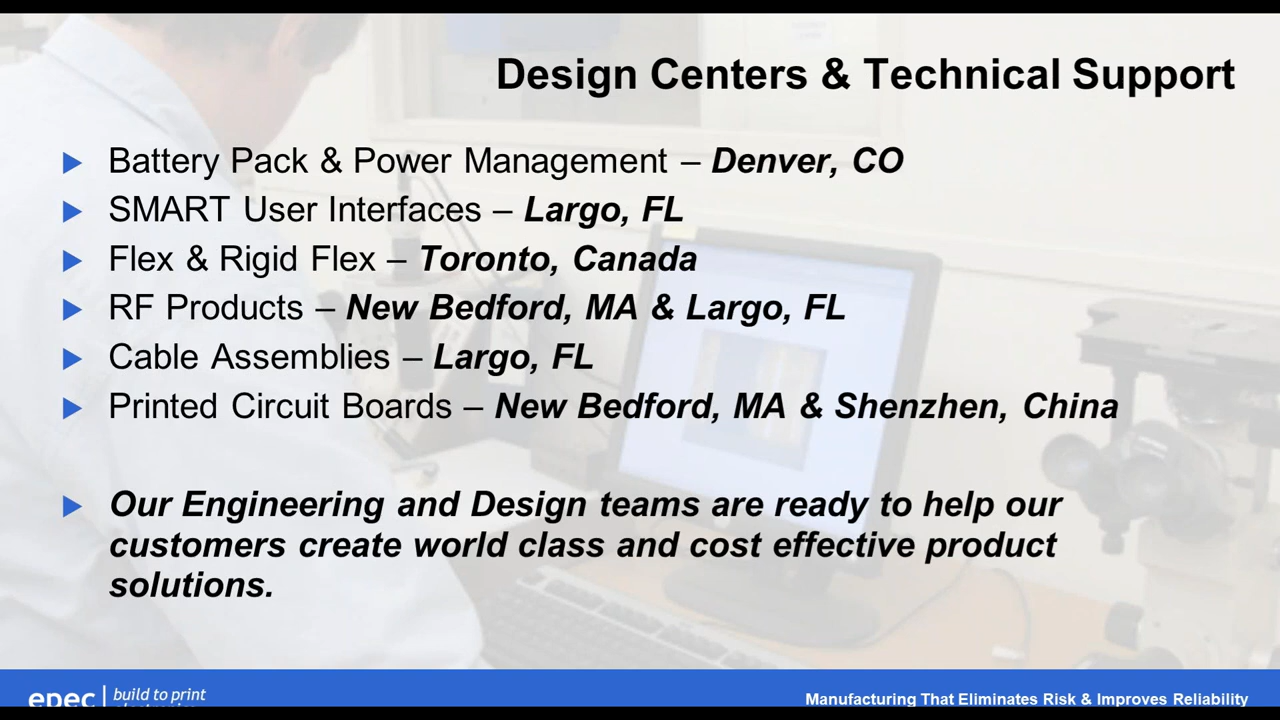 Design Centers & Technical Support
Battery Pack & Power Management – Denver, CO
SMART User Interfaces – Largo, FL
Flex & Rigid Flex – Toronto, Canada
RF Products – New Bedford, MA & Largo, FL
Cable Assemblies – Largo, FL
Printed Circuit Boards – New Bedford, MA & Shenzhen, China
Our Engineering and Design teams are ready to help our
customers create world class and cost effective product
solutions.
epec
build to print
Manufacturing That Eliminates Risk & Improves Reliability